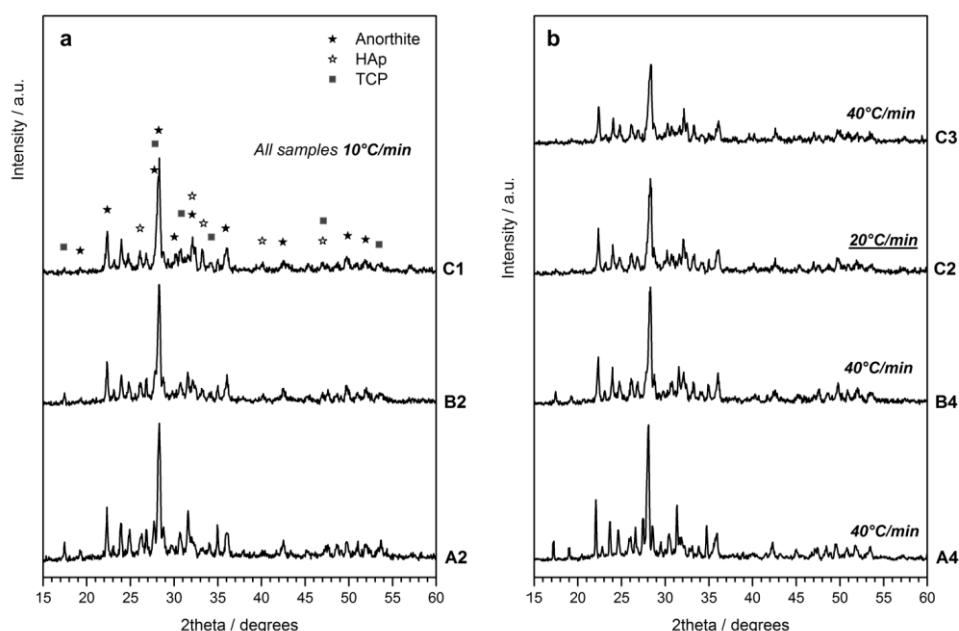 a
★ Anorthite
☆ HAp
■ TCP
All samples 10°C/min
Intensity / a.u.
C1
B2
A2
15 20 25 30 35 40 45 50 55 60
2theta / degrees
b
40°C/min
C3
20°C/min
C2
Intensity / a.u.
40°C/min
B4
40°C/min
A4
15 20 25 30 35 40 45 50 55 60
2theta / degrees